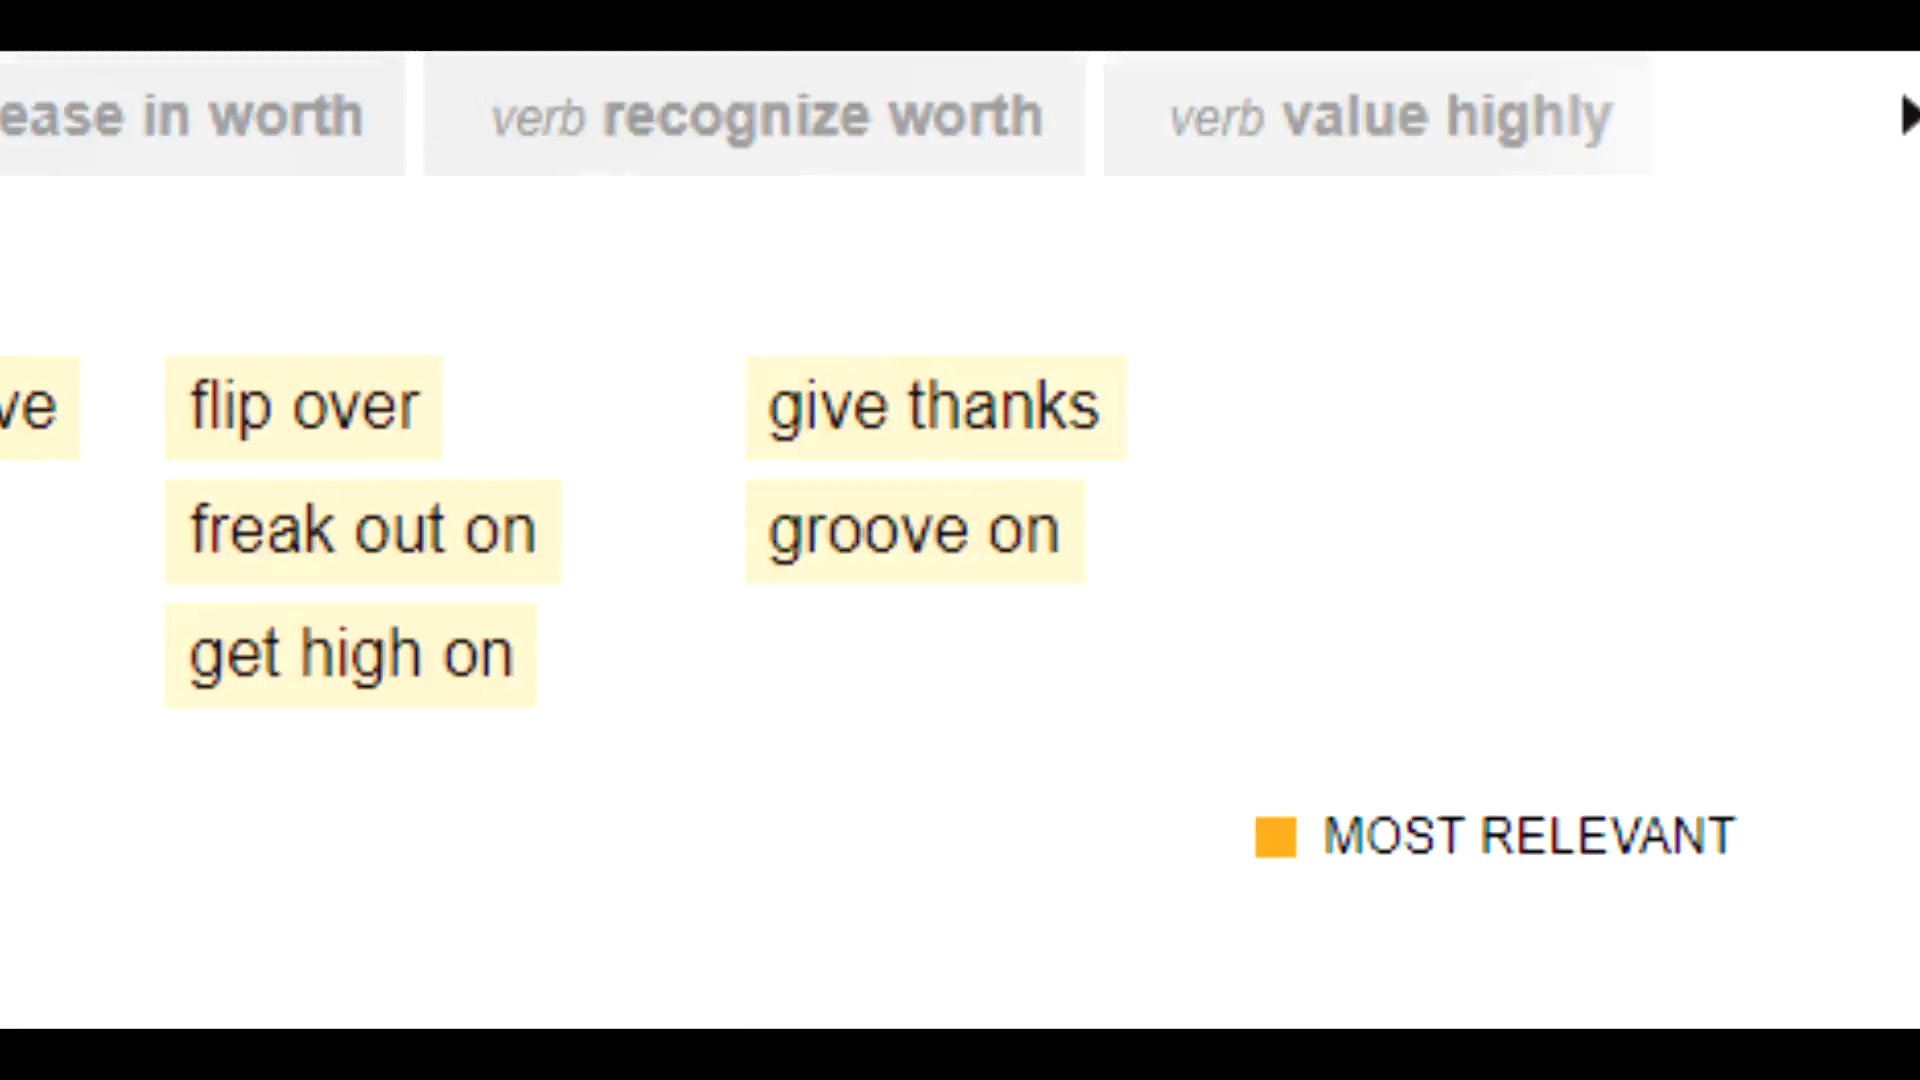 ease in worth verb recognize worth verb value highly
ve flip over give thanks
freak out on groove on
get high on
MOST RELEVANT